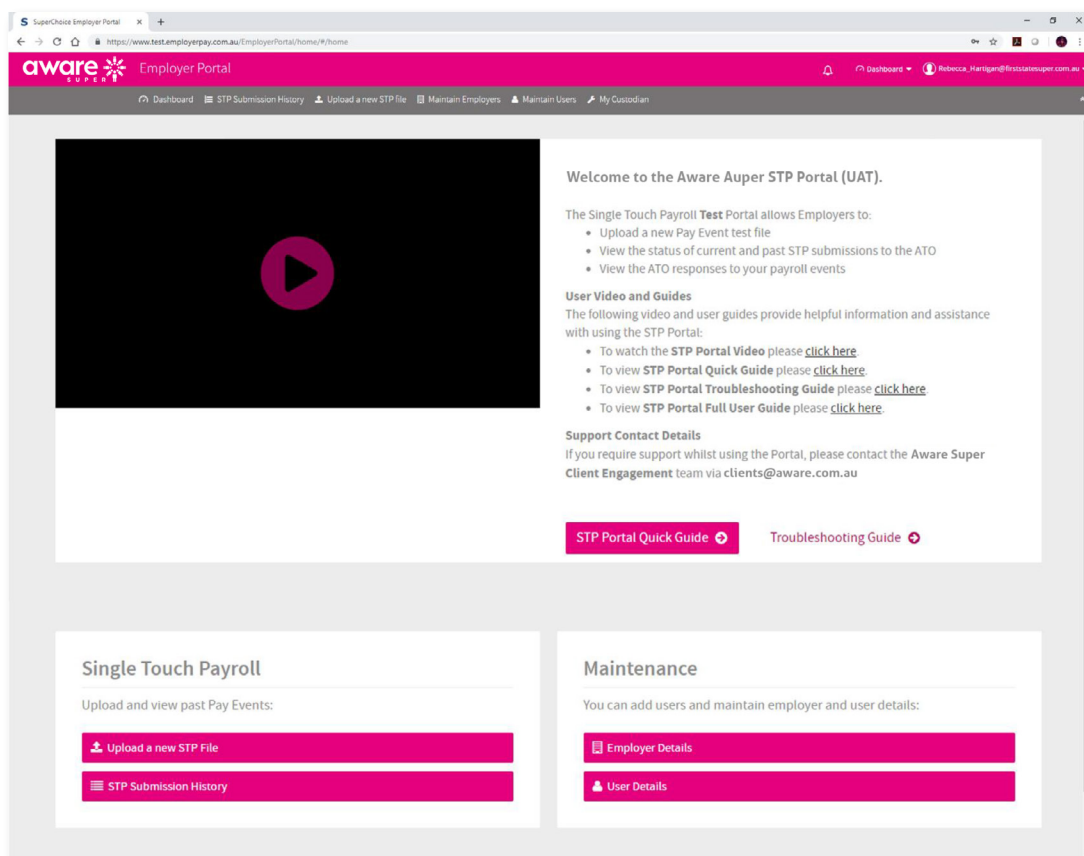 SuperChoice Employer Portal
https://www.test.employerpay.com.au/EmployerPortal/home/#/home
aware SUPER
Employer Portal
Dashboard
Rebecca_Hartigan@firststatesuper.com.au
Dashboard STP Submission History Upload a new STP file Maintain Employers Maintain Users My Custodian
Welcome to the Aware Auper STP Portal (UAT).
The Single Touch Payroll Test Portal allows Employers to:
• Upload a new Pay Event test file
• View the status of current and past STP submissions to the ATO
• View the ATO responses to your payroll events
User Video and Guides
The following video and user guides provide helpful information and assistance
with using the STP Portal:
• To watch the STP Portal Video please click here.
• To view STP Portal Quick Guide please click here.
• To view STP Portal Troubleshooting Guide please click here.
• To view STP Portal Full User Guide please click here.
Support Contact Details
If you require support whilst using the Portal, please contact the Aware Super
Client Engagement team via clients@aware.com.au
STP Portal Quick Guide
Troubleshooting Guide
Single Touch Payroll
Upload and view past Pay Events:
Upload a new STP File
STP Submission History
Maintenance
You can add users and maintain employer and user details:
Employer Details
User Details